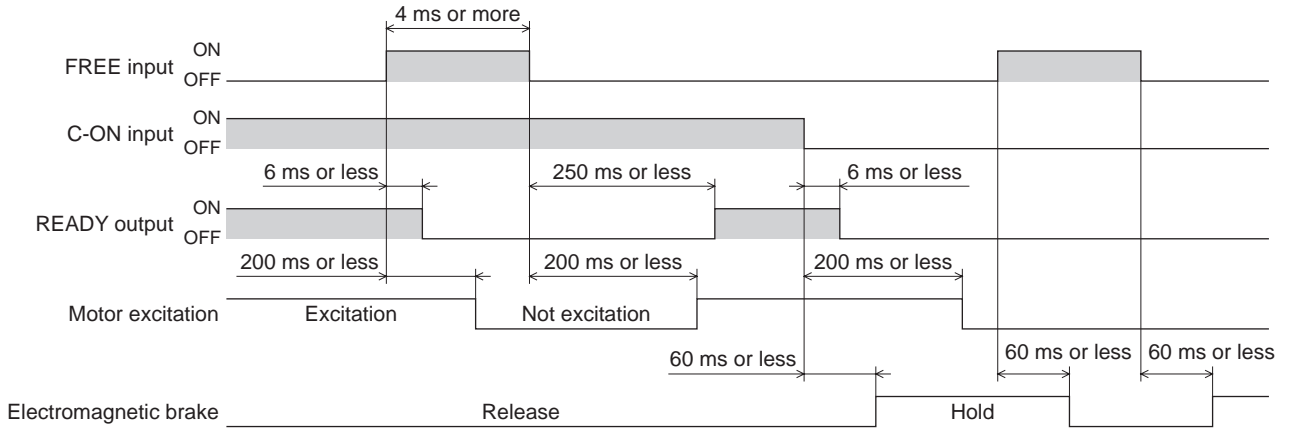 4 ms or more
ON
FREE input
OFF
ON
C-ON input
OFF
6 ms or less
250 ms or less
6 ms or less
ON
READY output
OFF
200 ms or less
200 ms or less
200 ms or less
Motor excitation
Excitation
Not excitation
60 ms or less
60 ms or less
60 ms or less
Electromagnetic brake
Release
Hold